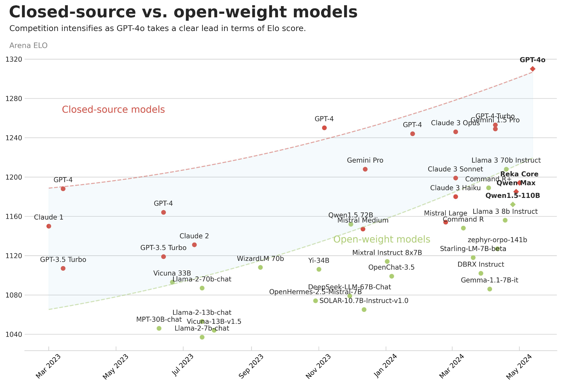 Closed-source vs. open-weight models
Competition intensifies as GPT-4o takes a clear lead in terms of Elo score.
Arena ELO
1320
GPT-4o
1280
Closed-source models
GPT-4
GPT-4-Turbo
Gemini 1.5 Pro
Claude 3 Opus
GPT-4
1240
Gemini Pro
Llama 3 70b Instruct
1200
GPT-4
Claude 3 Sonnet
Command R+
Reka Core
Qwen Max
Claude 3 Haiku
Qwen1.5-110B
1160
GPT-4
Claude 1
Qwen1.5 72B
Mistral Medium
Mistral Large
Command R
Llama 3 8b Instruct
Claude 2
Open-weight models
1120
GPT-3.5 Turbo
GPT-3.5 Turbo
WizardLM 70b
Yi-34B
Mixtral Instruct 8x7B
zephyr-orpo-141b
Starling-LM-7B-beta
Vicuna 33B
Llama-2-70b-chat
OpenChat-3.5
DBRX Instruct
1080
DeepSeek-LLM-67B-Chat
OpenHermes-2.5-Mistral-7B
SOLAR-10.7B-Instruct-v1.0
Gemma-1.1-7B-it
MPT-30B-chat
Llama-2-13b-chat
Vicuna-13B-v1.5
Llama-2-7b-chat
1040
Mar 2023
May 2023
Jul 2023
Sep 2023
Nov 2023
Jan 2024
Mar 2024
May 2024